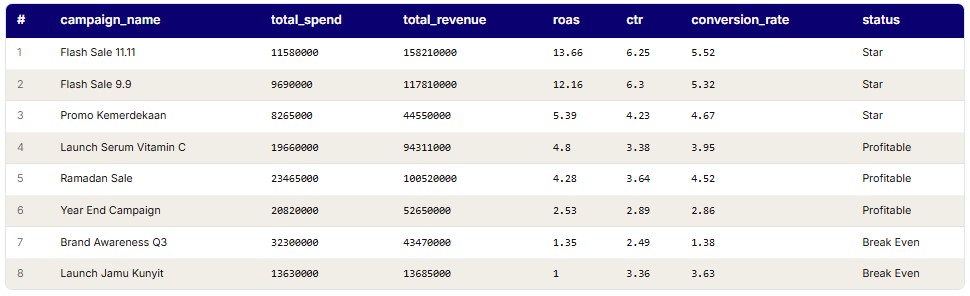 # campaign_name total_spend total_revenue roas ctr conversion_rate status
1 Flash Sale 11.11 11580000 158210000 13.66 6.25 5.52 Star
2 Flash Sale 9.9 9690000 117810000 12.16 6.3 5.32 Star
3 Promo Kemerdekaan 8265000 44550000 5.39 4.23 4.67 Star
4 Launch Serum Vitamin C 19660000 94311000 4.8 3.38 3.95 Profitable
5 Ramadan Sale 23465000 100520000 4.28 3.64 4.52 Profitable
6 Year End Campaign 20820000 52650000 2.53 2.89 2.86 Profitable
7 Brand Awareness Q3 32300000 43470000 1.35 2.49 1.38 Break Even
8 Launch Jamu Kunyit 13630000 13685000 1 3.36 3.63 Break Even